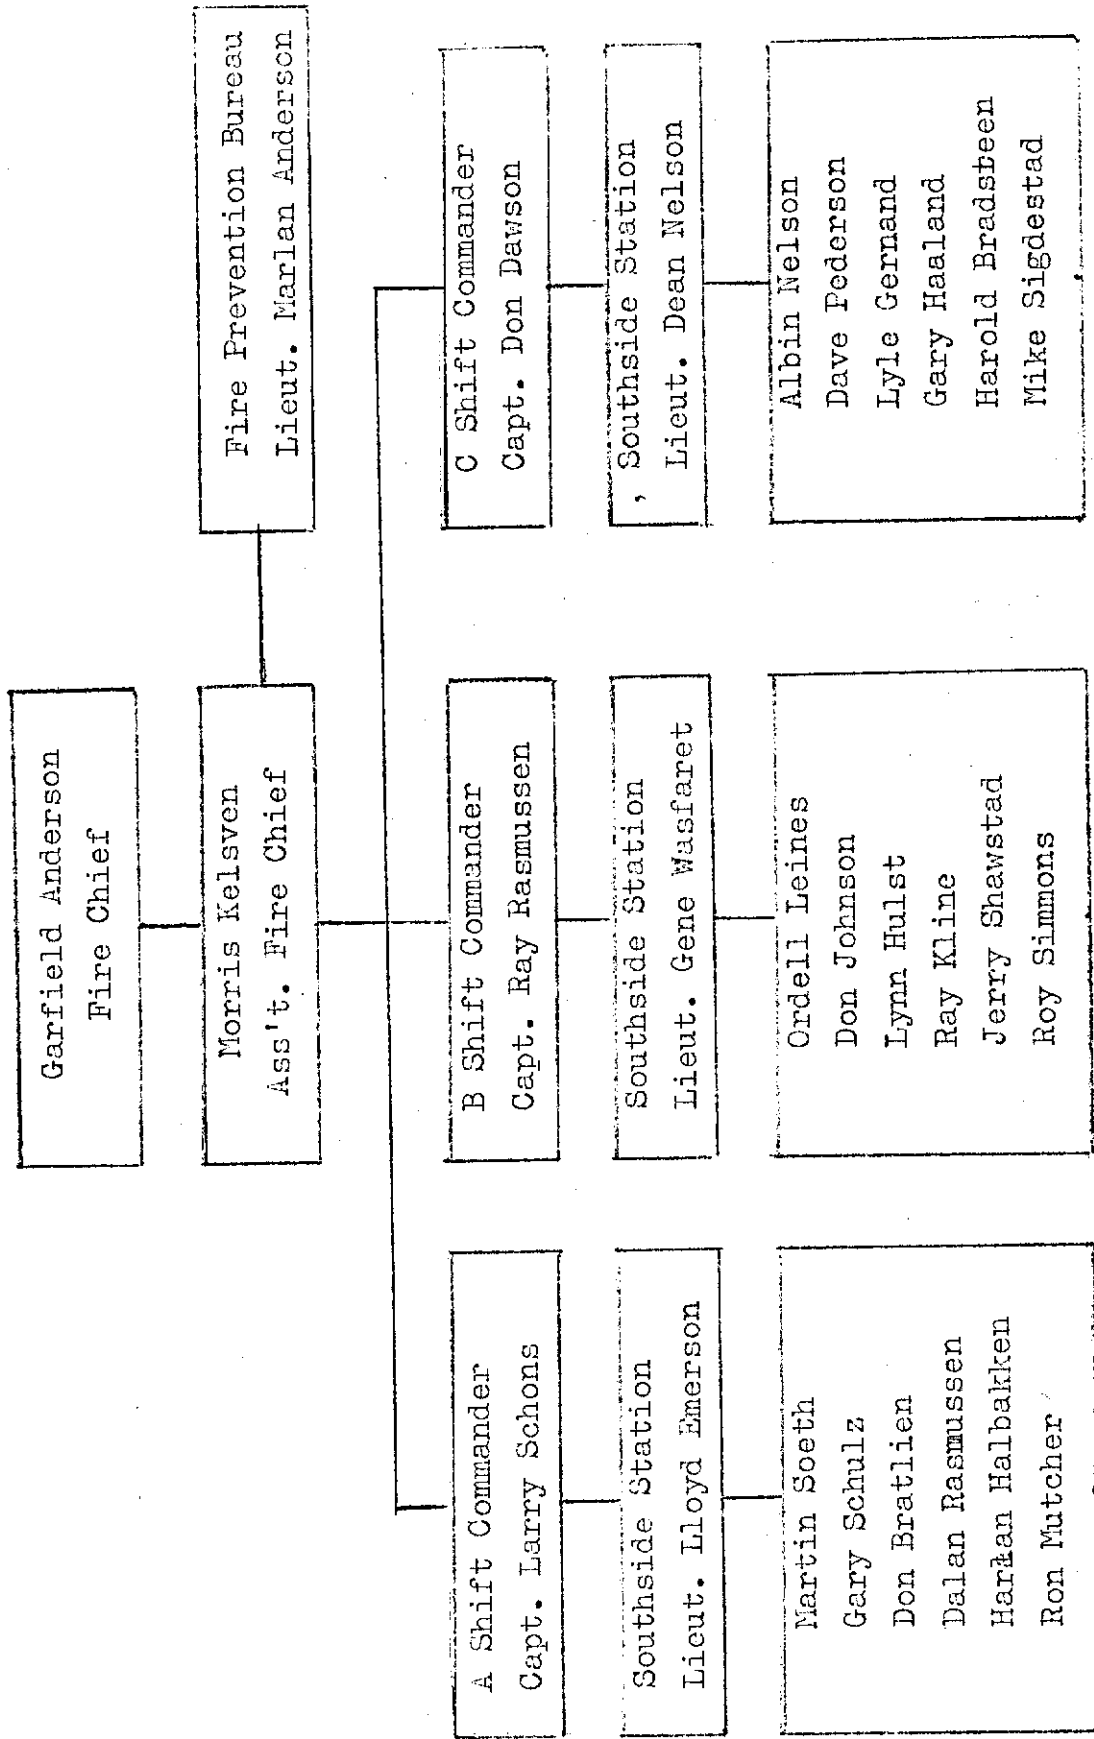 Garfield Anderson
Fire Chief
Morris Kelsven
Ass't. Fire Chief
Fire Prevention Bureau
Lieut. Marlan Anderson
A Shift Commander
Capt. Larry Schons
Southside Station
Lieut. Lloyd Emerson
Martin Soeth
Gary Schulz
Don Bratlien
Dalan Rasmussen
Harlan Halbakken
Ron Mutcher
B Shift Commander
Capt. Ray Rasmussen
Southside Station
Lieut. Gene Wasfaret
Ordell Leines
Don Johnson
Lynn Hulst
Ray Kline
Jerry Shawstad
Roy Simmons
C Shift Commander
Capt. Don Dawson
, Southside Station
Lieut. Dean Nelson
Albin Nelson
Dave Pederson
Lyle Gernand
Gary Haaland
Harold Bradsteen
Mike Sigdestad